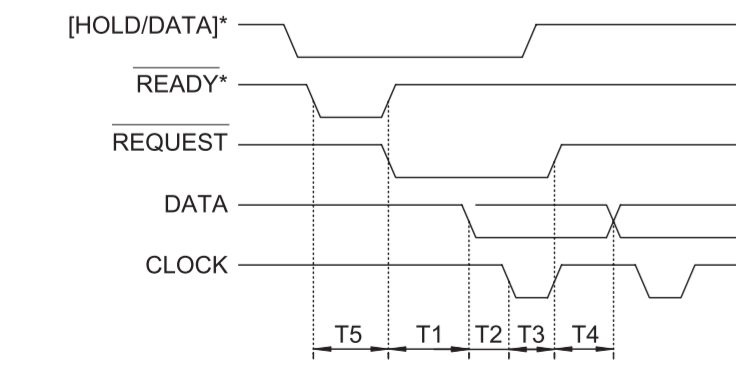 [HOLD/DATA]*
READY*
REQUEST
DATA
CLOCK
T5 T1 T2 T3 T4